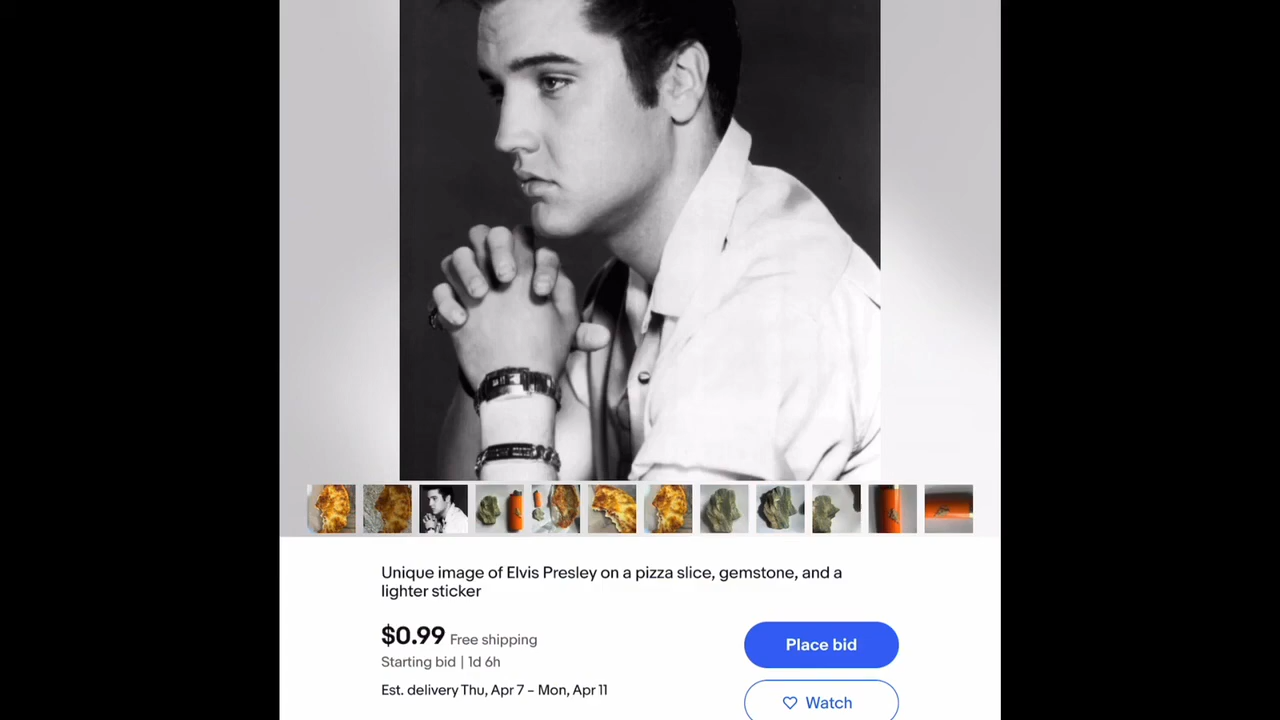 Unique image of Elvis Presley on a pizza slice, gemstone, and a
lighter sticker
$0.99 Free shipping
Place bid
Starting bid | 1d 6h
Est. delivery Thu, Apr 7 – Mon, Apr 11
Watch